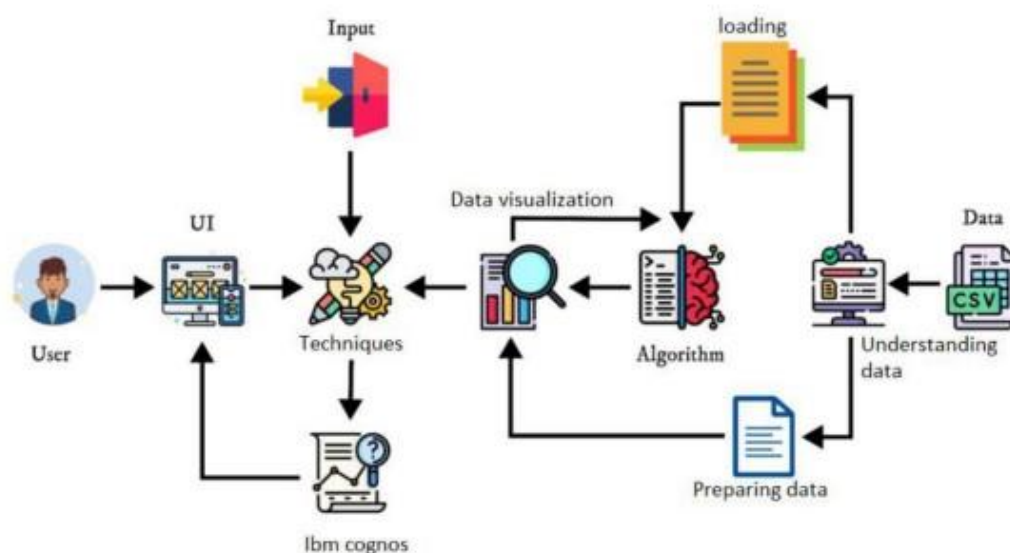 Input
loading
Data visualization
UI
Data
CSV
User
Techniques
Algorithm
Understanding
data
Preparing data
Ibm cognos